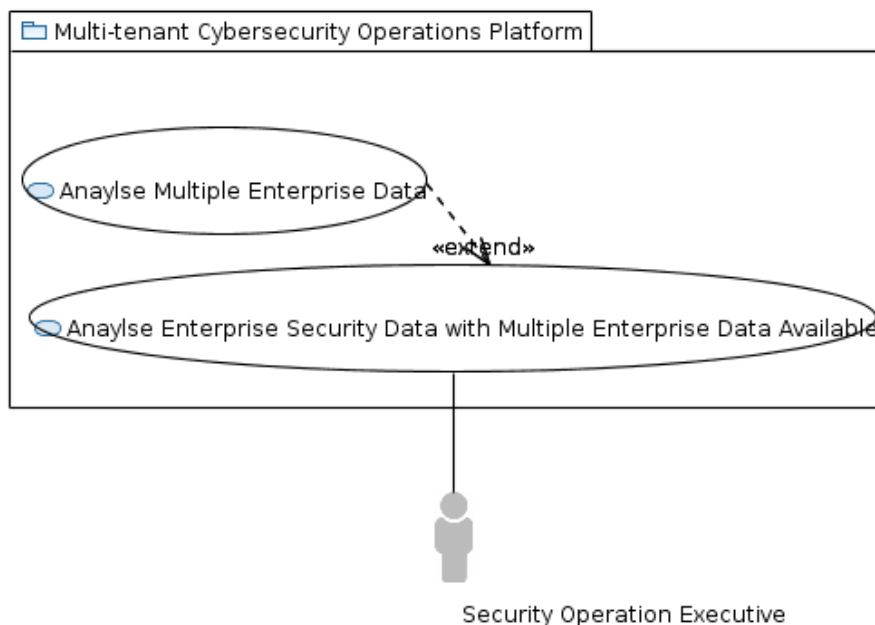 Multi-tenant Cybersecurity Operations Platform
Anaylse Multiple Enterprise Data
«extend»
Anaylse Enterprise Security Data with Multiple Enterprise Data Available
Security Operation Executive